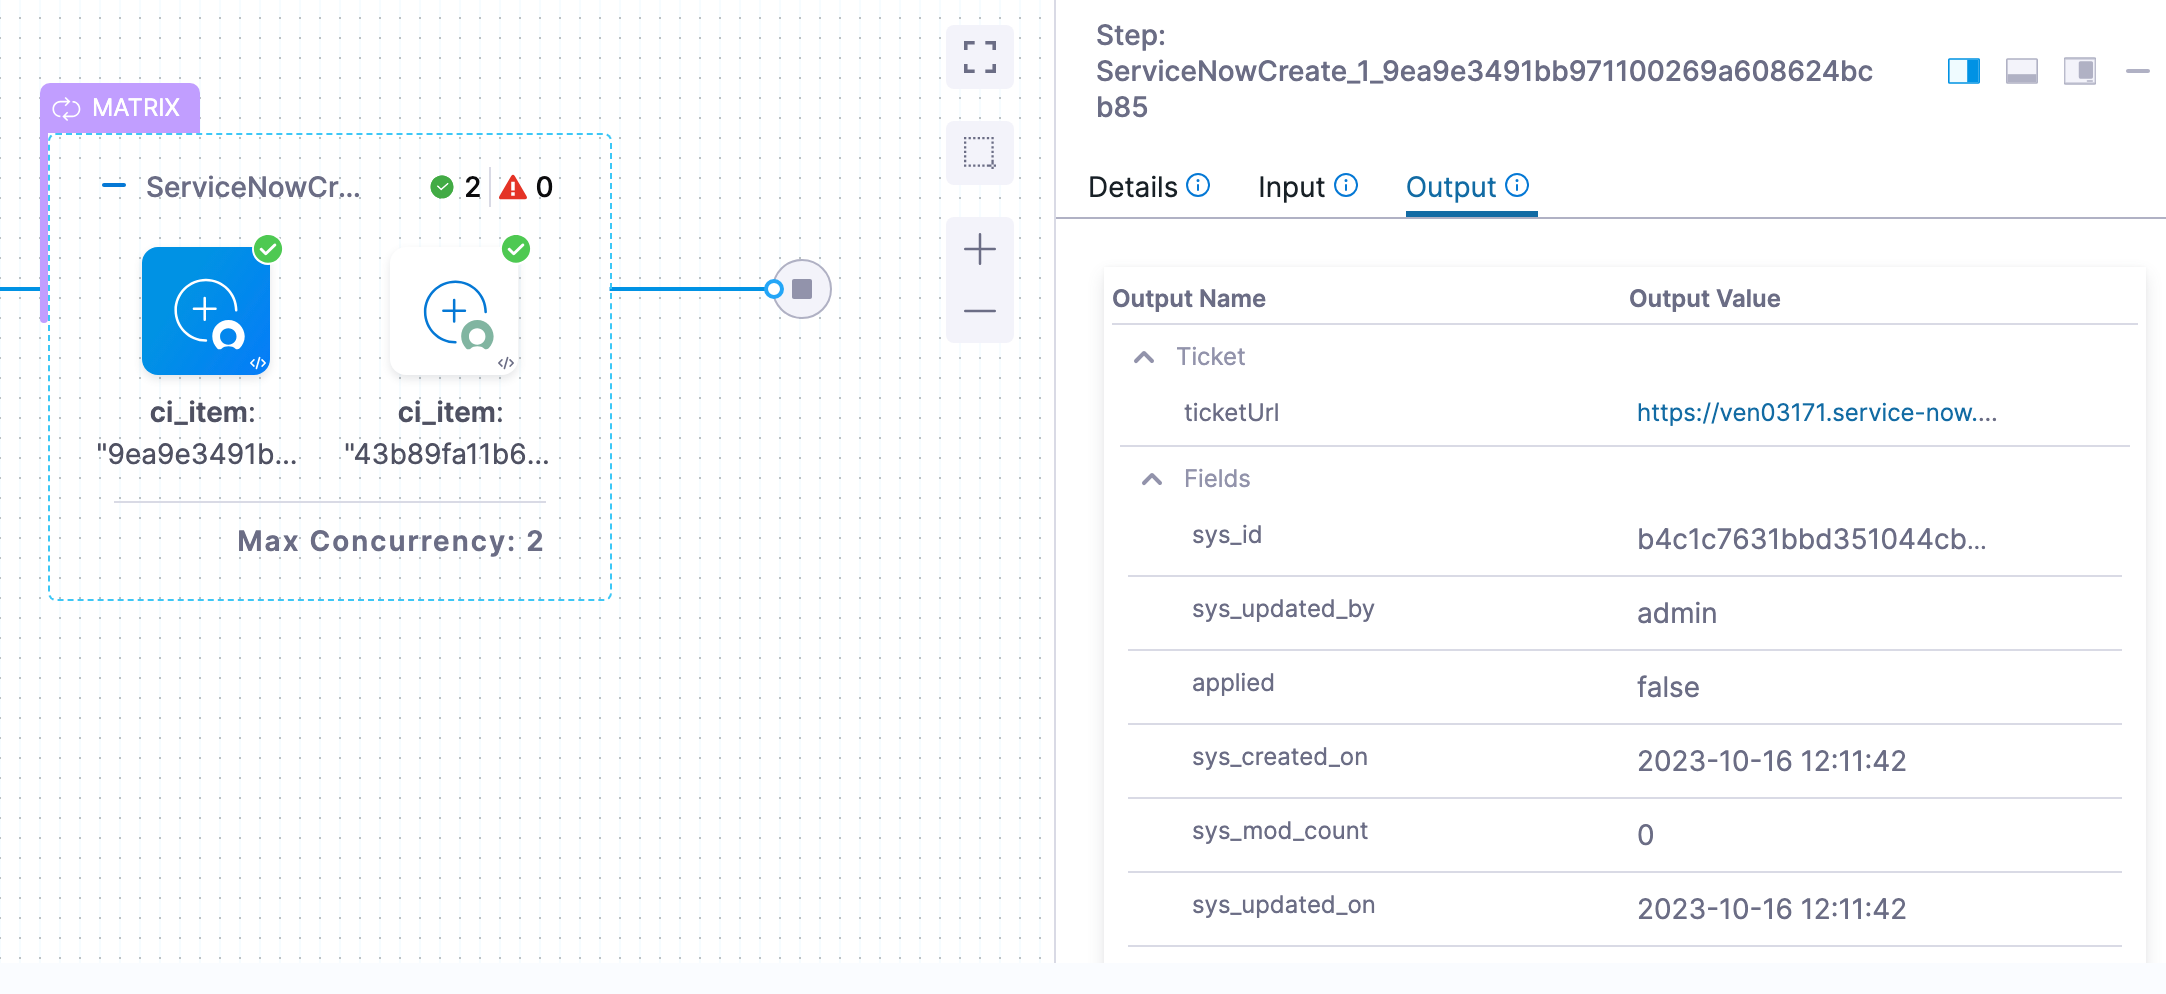 MATRIX
ServiceNowCr...
2
0
ci_item:
"9ea9e3491b...
ci_item:
"43b89fa11b6...
Max Concurrency: 2
Step:
ServiceNowCreate_1_9ea9e3491bb971100269a608624bc
b85
Details
Input
Output
Output Name Output Value
Ticket
ticketUrl https://ven03171.service-now....
Fields
sys_id b4c1c7631bbd351044cb...
sys_updated_by admin
applied false
sys_created_on 2023-10-16 12:11:42
sys_mod_count 0
sys_updated_on 2023-10-16 12:11:42